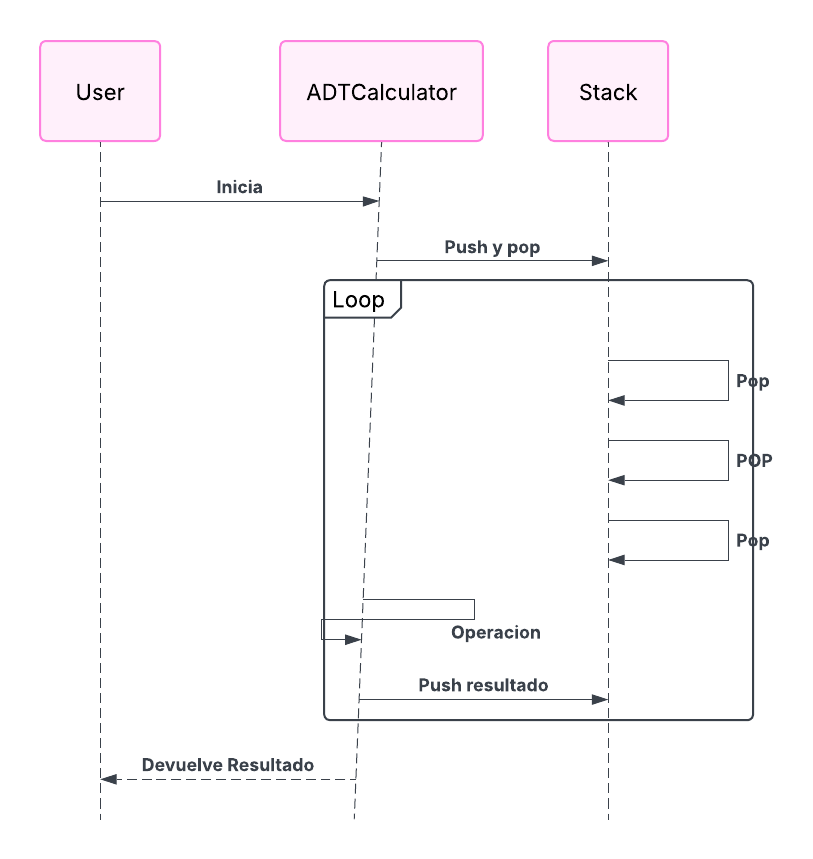 User
ADTCalculator
Stack
Inicia
Push y pop
Loop
Pop
POP
Pop
Operacion
Push resultado
Devuelve Resultado